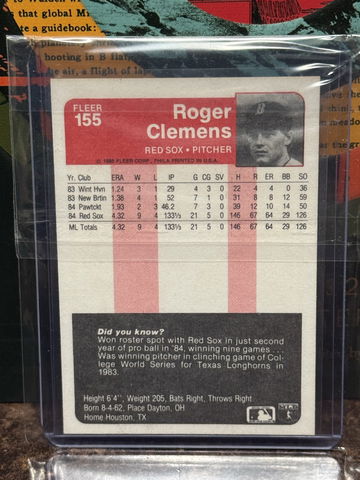 that global
a guidebook:
hooting in B
the air, a flight of
FLEER
155
Roger
Clemens
RED SOX • PITCHER
© 1985 FLEER CORP., PHILA PRINTED IN U.S.A.
Yr. Club ERA W L IP G CG SV H R ER BB SO
83 Wint Hvn 1.24 3 1 29 4 3 0 22 4 4 0 36
83 New Brtin 1.38 4 1 52 7 1 0 31 8 8 12 59
84 Pawtckt 1.93 2 3 46.2 7 3 0 39 12 10 14 50
84 Red Sox 4.32 9 4 133⅓ 21 5 0 146 67 64 29 126
ML Totals 4.32 9 4 133⅓ 21 5 0 146 67 64 29 126
Did you know?
Won roster spot with Red Sox in just second
year of pro ball in '84, winning nine games . . .
Was winning pitcher in clinching game of Col-
lege World Series for Texas Longhorns in
1983.
Height 6'4", Weight 205, Bats Right, Throws Right
Born 8-4-62, Place Dayton, OH
Home Houston, TX